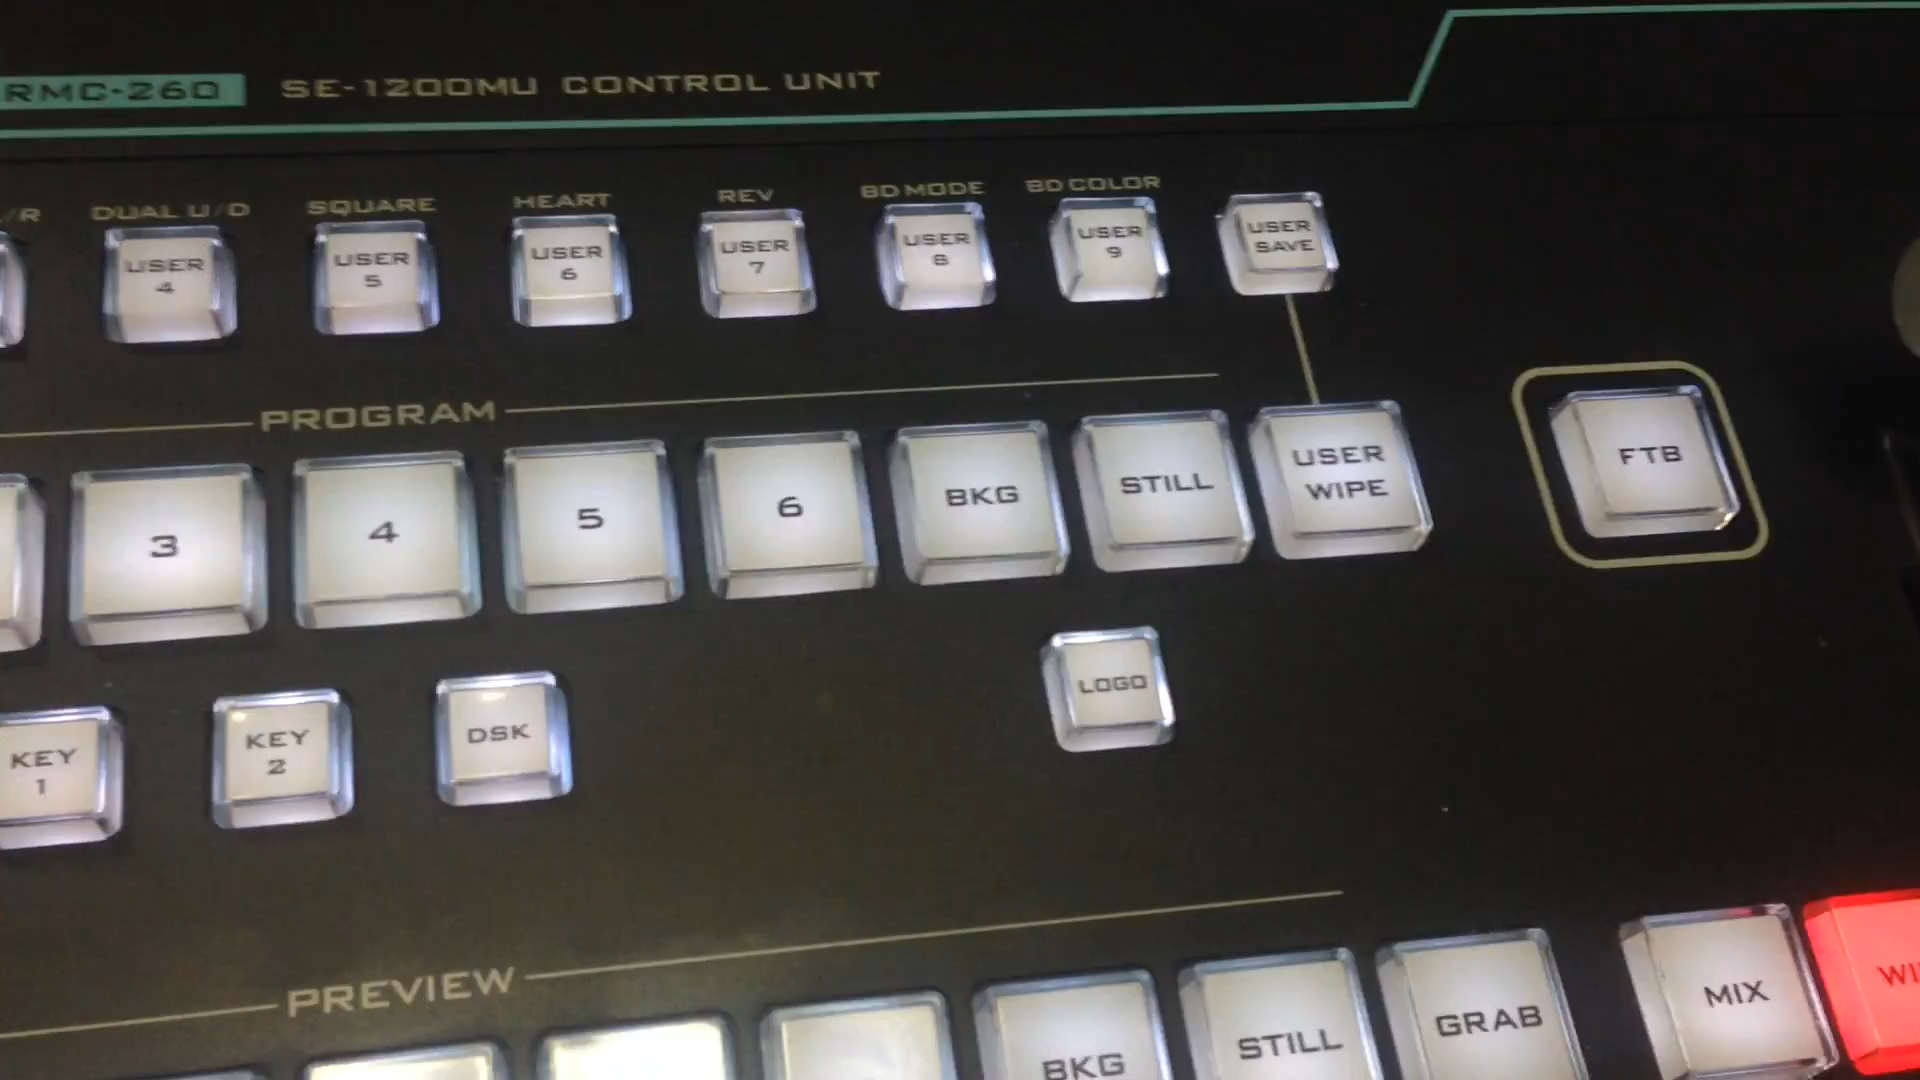 RMC-260 SE-1200MU CONTROL UNIT
/R DUAL U/D SQUARE HEART REV BD MODE BD COLOR
USER 4
USER 5
USER 6
USER 7
USER 8
USER 9
USER SAVE
PROGRAM
3
4
5
6
BKG
STILL
USER WIPE
FTB
KEY 1
KEY 2
DSK
LOGO
PREVIEW
BKG
STILL
GRAB
MIX
WI